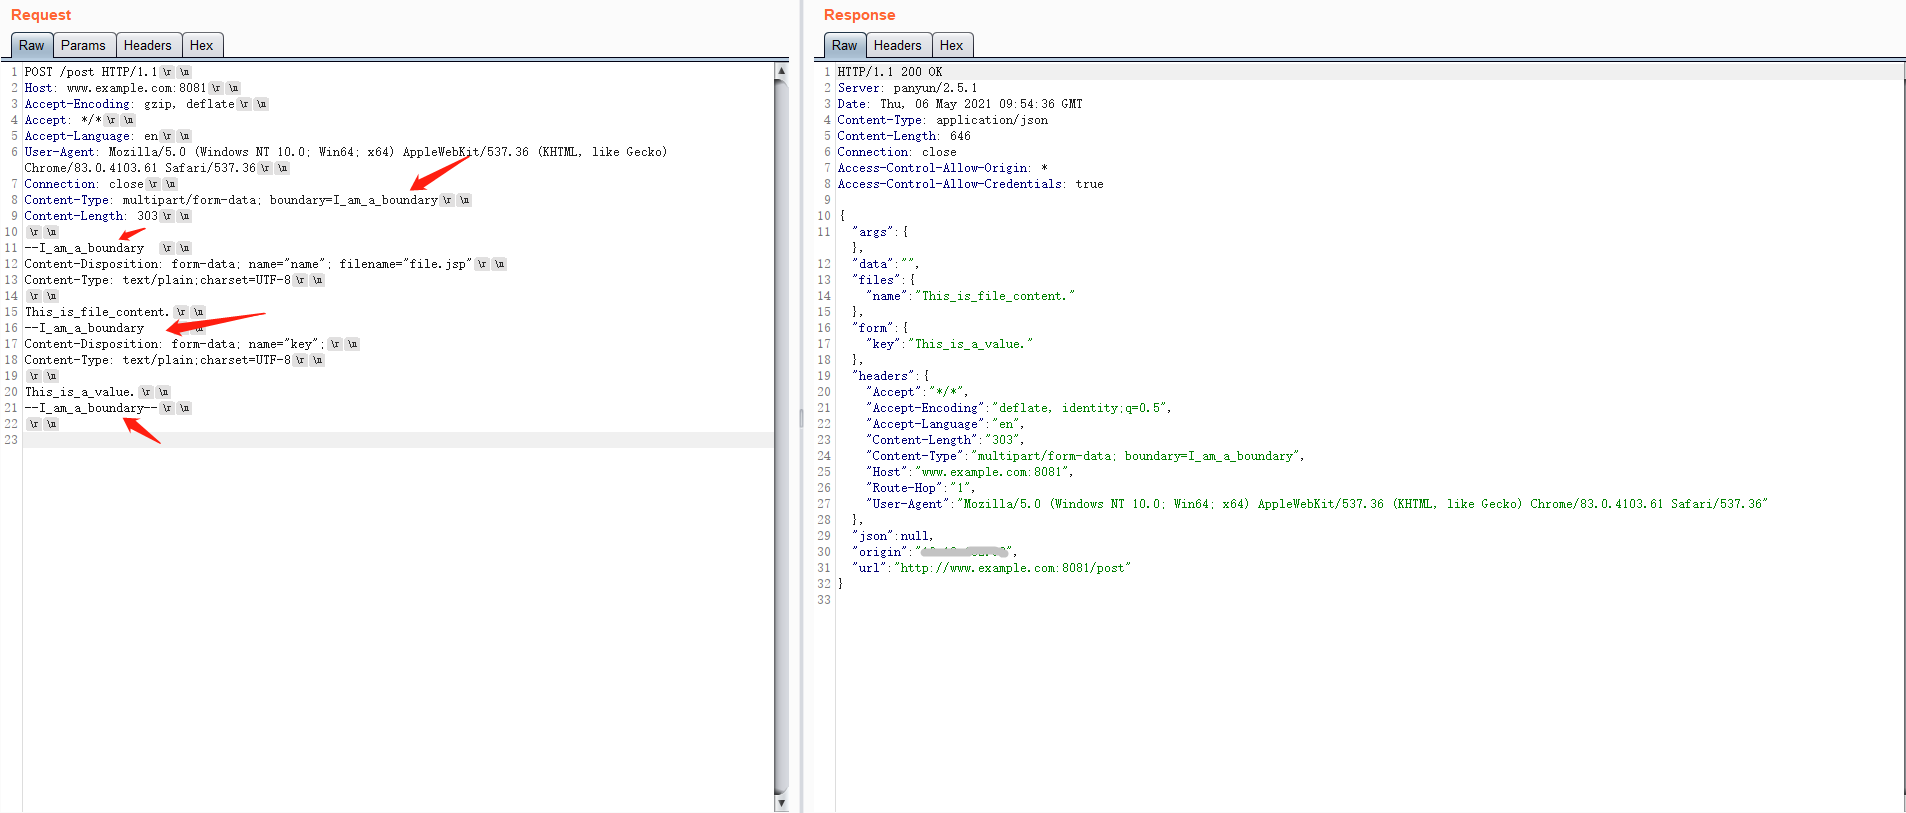 Request
Raw Params Headers Hex
1 POST /post HTTP/1.1 \r \n
2 Host: www.example.com:8081 \r \n
3 Accept-Encoding: gzip, deflate \r \n
4 Accept: */* \r \n
5 Accept-Language: en \r \n
6 User-Agent: Mozilla/5.0 (Windows NT 10.0; Win64; x64) AppleWebKit/537.36 (KHTML, like Gecko)
Chrome/83.0.4103.61 Safari/537.36 \r \n
7 Connection: close \r \n
8 Content-Type: multipart/form-data; boundary=I_am_a_boundary \r \n
9 Content-Length: 303 \r \n
10 \r \n
11 --I_am_a_boundary \r \n
12 Content-Disposition: form-data; name="name"; filename="file.jsp" \r \n
13 Content-Type: text/plain;charset=UTF-8 \r \n
14 \r \n
15 This_is_file_content. \r \n
16 --I_am_a_boundary \n
17 Content-Disposition: form-data; name="key"; \r \n
18 Content-Type: text/plain;charset=UTF-8 \r \n
19 \r \n
20 This_is_a_value. \r \n
21 --I_am_a_boundary-- \r \n
22 \r \n
23
Response
Raw Headers Hex
1 HTTP/1.1 200 OK
2 Server: panyun/2.5.1
3 Date: Thu, 06 May 2021 09:54:36 GMT
4 Content-Type: application/json
5 Content-Length: 646
6 Connection: close
7 Access-Control-Allow-Origin: *
8 Access-Control-Allow-Credentials: true
9
10 {
11 "args":{
},
12 "data":"",
13 "files":{
14 "name":"This_is_file_content."
15 },
16 "form":{
17 "key":"This_is_a_value."
18 },
19 "headers":{
20 "Accept":"*/*",
21 "Accept-Encoding":"deflate, identity;q=0.5",
22 "Accept-Language":"en",
23 "Content-Length":"303",
24 "Content-Type":"multipart/form-data; boundary=I_am_a_boundary",
25 "Host":"www.example.com:8081",
26 "Route-Hop":"1",
27 "User-Agent":"Mozilla/5.0 (Windows NT 10.0; Win64; x64) AppleWebKit/537.36 (KHTML, like Gecko) Chrome/83.0.4103.61 Safari/537.36"
28 },
29 "json":null,
30 "origin":" ",
31 "url":"http://www.example.com:8081/post"
32 }
33